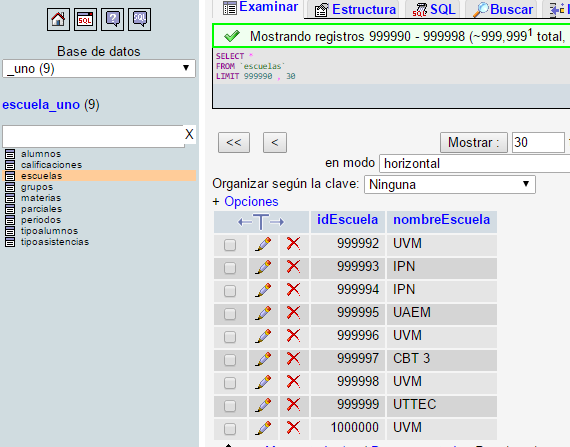 Base de datos
_uno (9)
escuela_uno (9)
X
alumnos
calificaciones
escuelas
grupos
materias
parciales
periodos
tipoalumnos
tipoasistencias
Examinar Estructura SQL Buscar
Mostrando registros 999990 - 999998 (~999,999¹ total,
SELECT *
FROM `escuelas`
LIMIT 999990 , 30
<< < Mostrar : 30
en modo horizontal
Organizar según la clave: Ninguna
+ Opciones
←T→ idEscuela nombreEscuela
999992 UVM
999993 IPN
999994 IPN
999995 UAEM
999996 UVM
999997 CBT 3
999998 UVM
999999 UTTEC
1000000 UVM